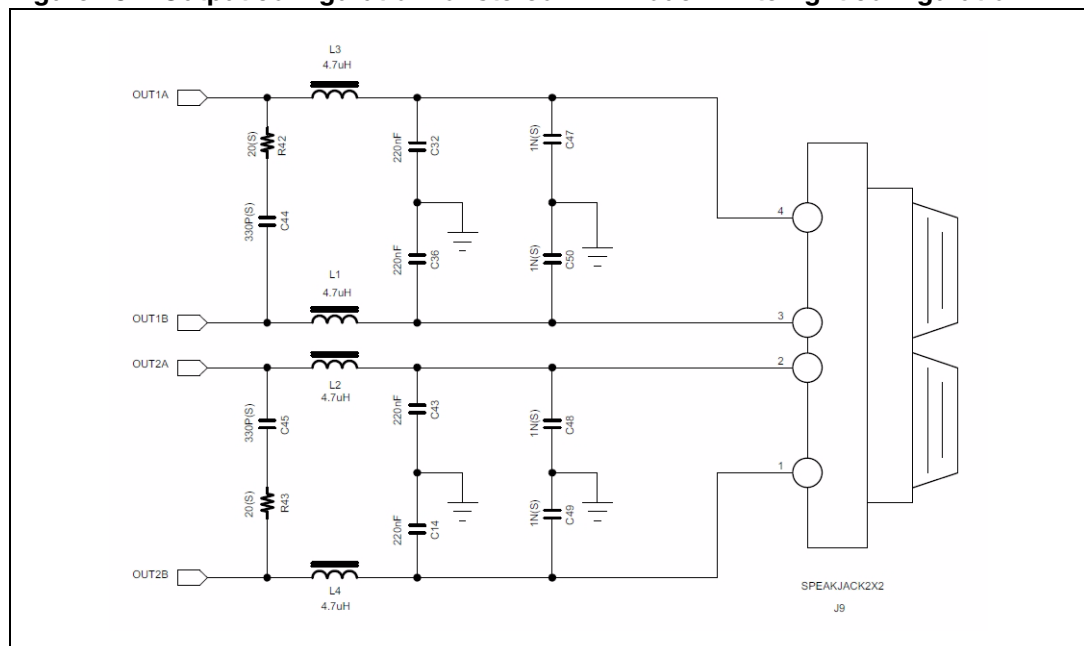 L3
4.7uH
OUT1A
20(S)
R42
220nF
C32
1N(S)
C47
4
330P(S)
C44
220nF
C36
1N(S)
C50
L1
4.7uH
OUT1B
3
OUT2A
2
L2
4.7uH
330P(S)
C45
220nF
C43
1N(S)
C48
1
20(S)
R43
220nF
C14
1N(S)
C49
OUT2B
L4
4.7uH
SPEAKJACK2X2
J9